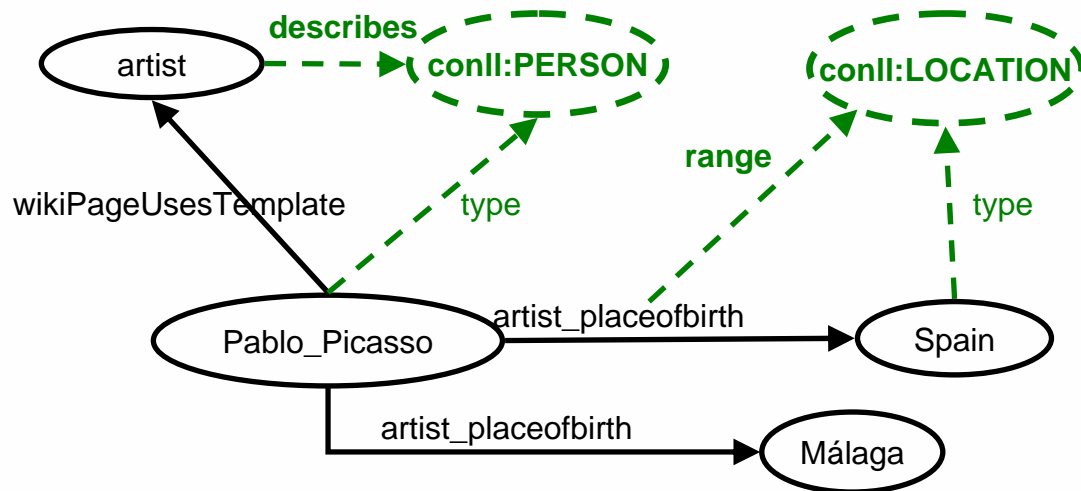 describes
artist
conll:PERSON
conll:LOCATION
range
wikiPageUsesTemplate
type
type
artist_placeofbirth
Pablo_Picasso
Spain
artist_placeofbirth
Málaga